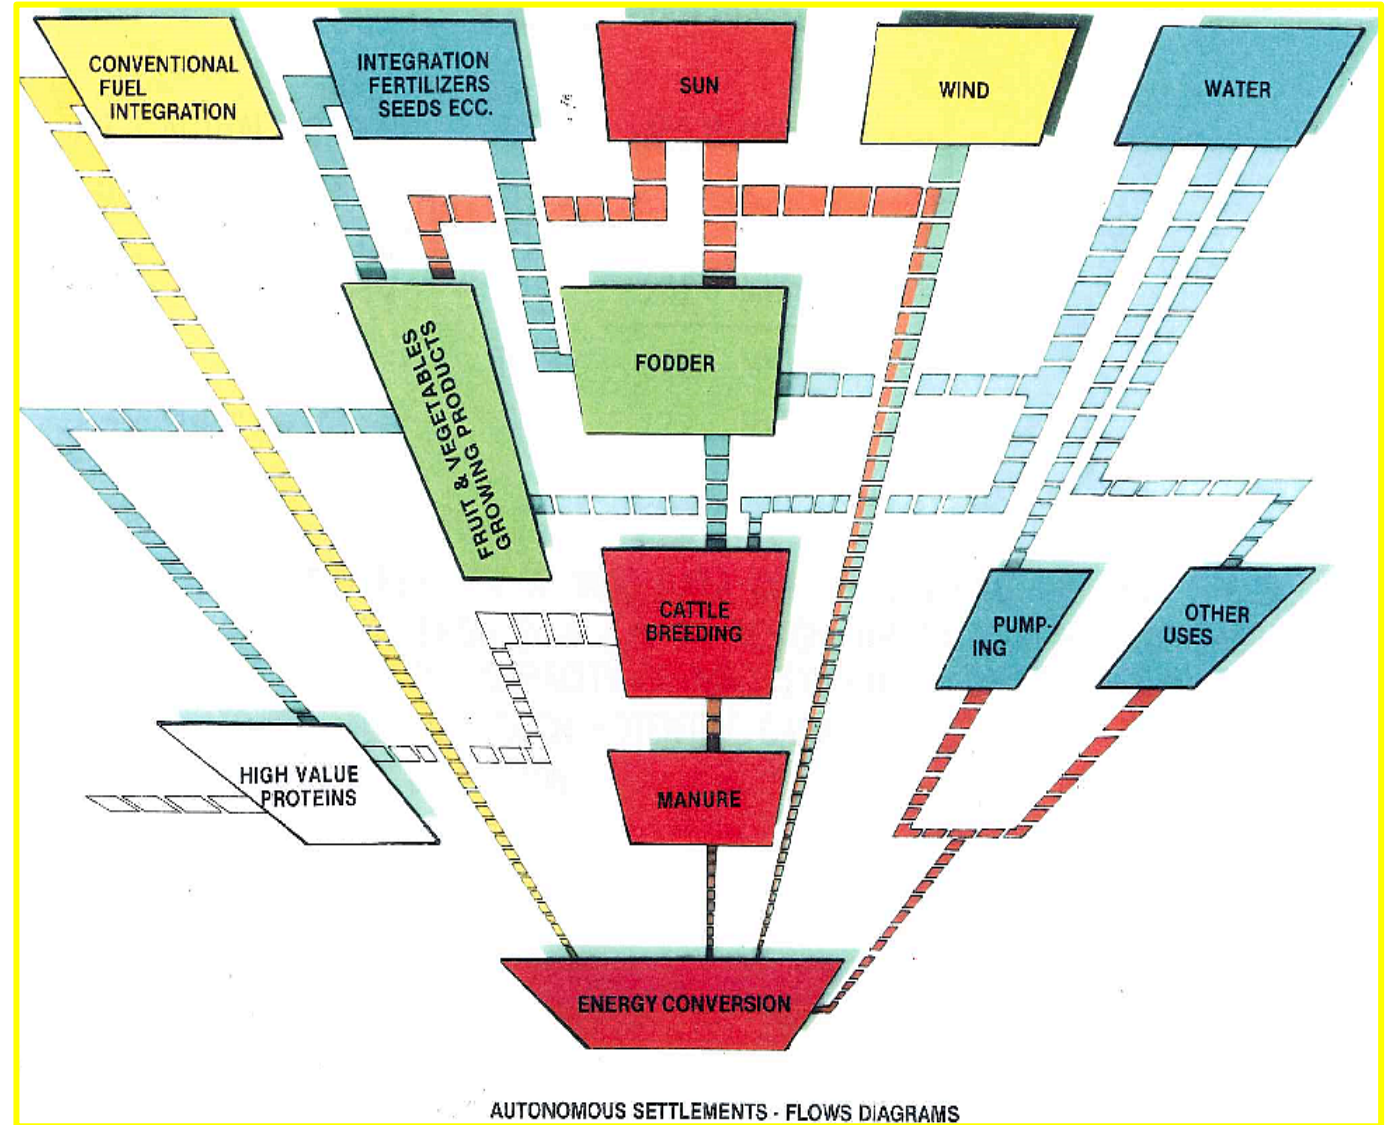 CONVENTIONAL
FUEL
INTEGRATION
INTEGRATION
FERTILIZERS
SEEDS ECC.
SUN
WIND
WATER
FRUIT & VEGETABLES
GROWING PRODUCTS
FODDER
CATTLE
BREEDING
PUMP-
ING
OTHER
USES
HIGH VALUE
PROTEINS
MANURE
ENERGY CONVERSION
AUTONOMOUS SETTLEMENTS - FLOWS DIAGRAMS